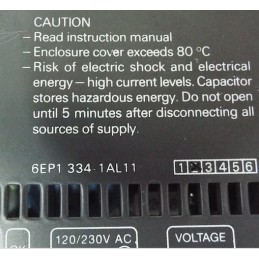 CAUTION
– Read instruction manual
– Enclosure cover exceeds 80 °C
– Risk of electric shock and electrical
energy – high current levels. Capacitor
stores hazardous energy. Do not open
until 5 minutes after disconnecting all
sources of supply.
6EP1 334-1AL11 1 3 4 5 6
OK 120/230V AC VOLTAGE